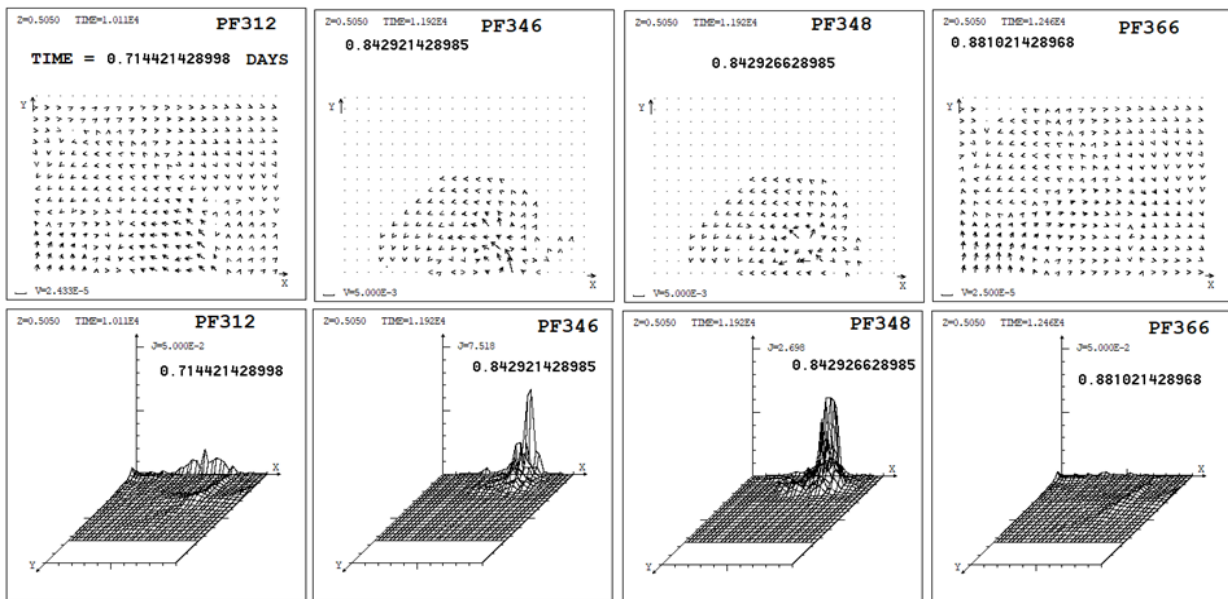 Z=0.5050 TIME=1.011E4 PF312
TIME = 0.714421428998 DAYS
Y
X
V=2.433E-5
Z=0.5050 TIME=1.192E4 PF346
0.842921428985
Y
X
V=5.000E-3
Z=0.5050 TIME=1.192E4 PF348
0.842926628985
Y
X
V=5.000E-3
Z=0.5050 TIME=1.246E4 PF366
0.881021428968
Y
X
V=2.500E-5
Z=0.5050 TIME=1.011E4 PF312
J=5.000E-2
0.714421428998
X
Y
Z=0.5050 TIME=1.192E4 PF346
J=7.518
0.842921428985
X
Y
Z=0.5050 TIME=1.192E4 PF348
J=2.698
0.842926628985
X
Y
Z=0.5050 TIME=1.246E4 PF366
J=5.000E-2
0.881021428968
X
Y